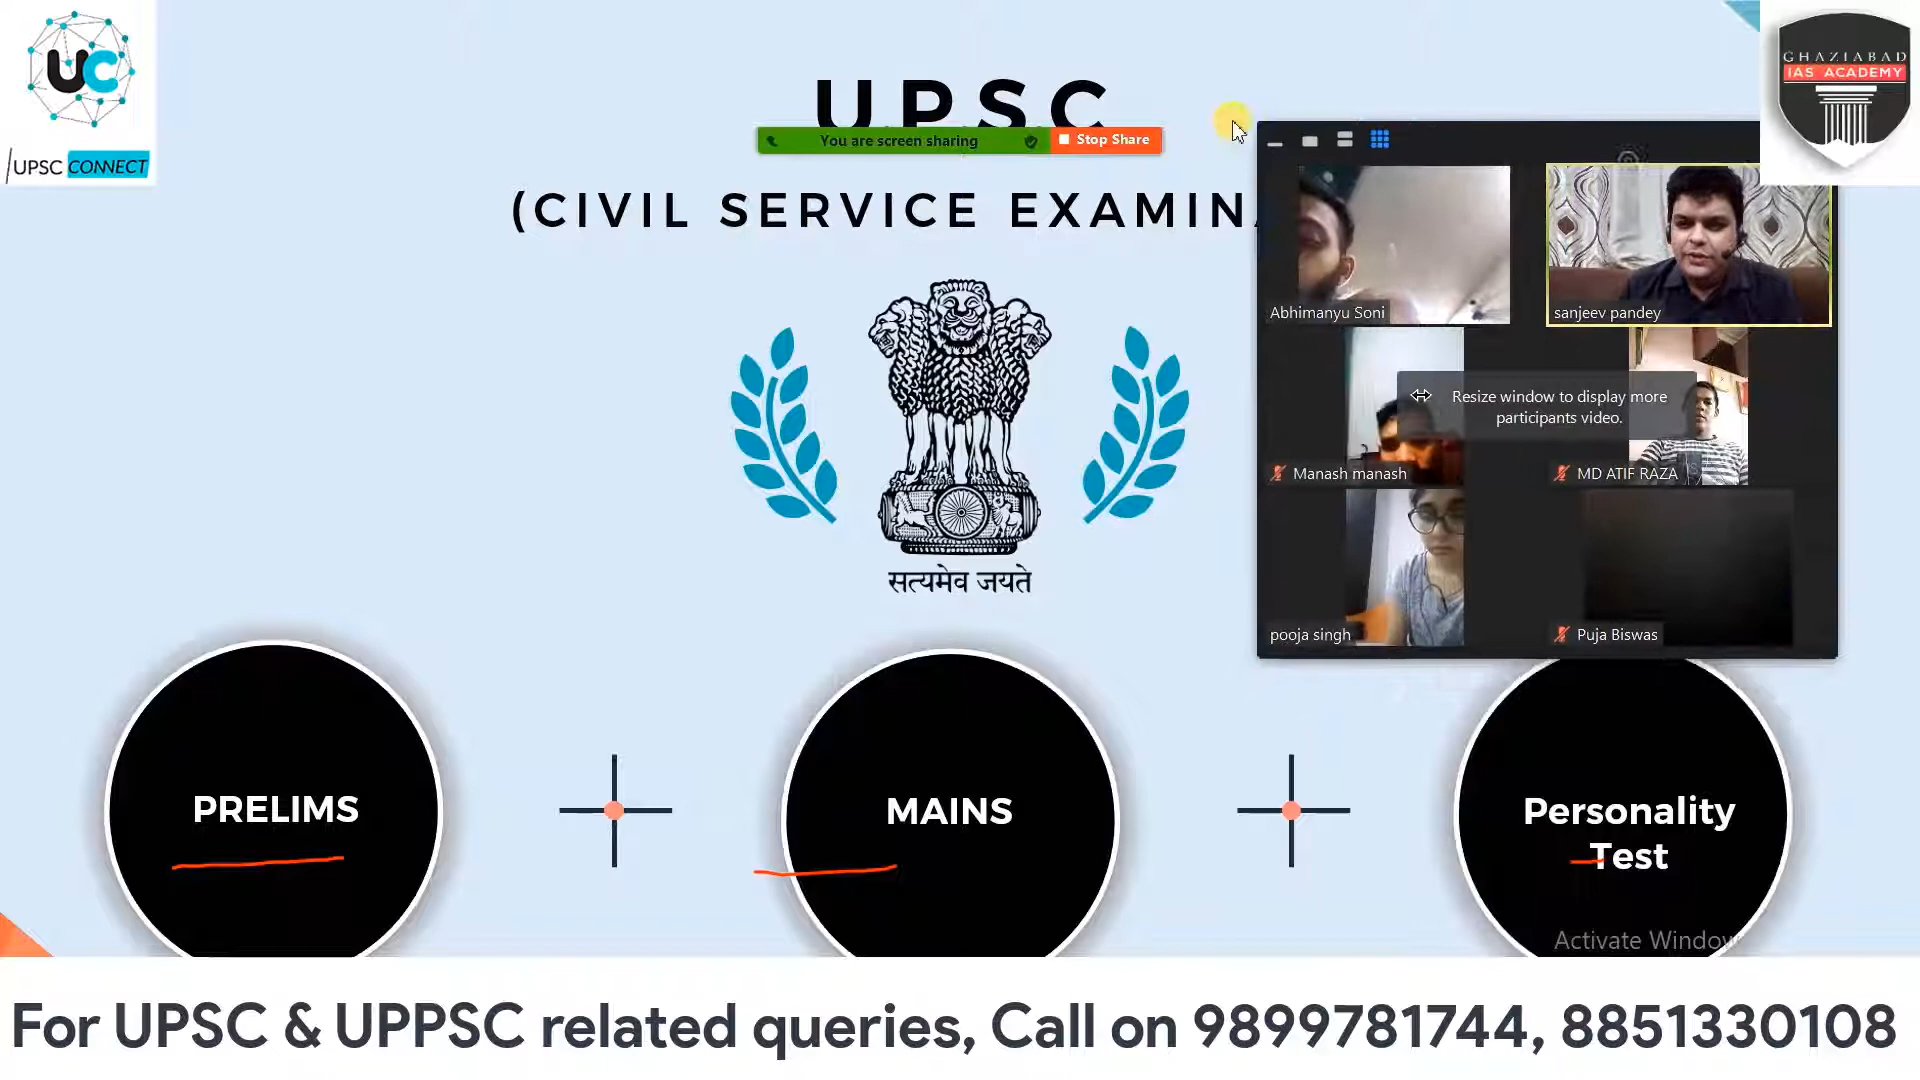 UC
UPSC CONNECT
GHAZIABAD
IAS ACADEMY
UPSC
You are screen sharing
Stop Share
(CIVIL SERVICE EXAMINA
Abhimanyu Soni
sanjeev pandey
Resize window to display more
participants video.
Manash manash
MD ATIF RAZA
pooja singh
Puja Biswas
सत्यमेव जयते
PRELIMS
MAINS
Personality
Test
Activate Window
For UPSC & UPPSC related queries, Call on 9899781744, 8851330108